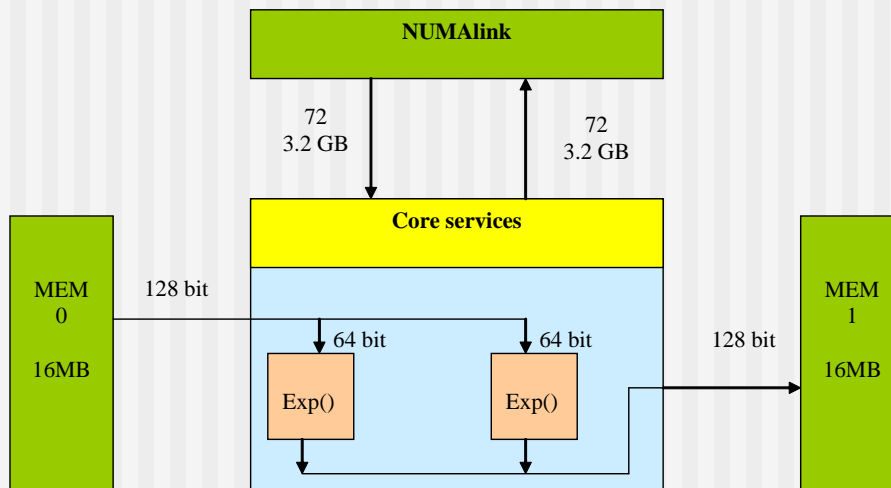 NUMAlink
72
3.2 GB
72
3.2 GB
Core services
MEM
0
16MB
128 bit
64 bit
64 bit
128 bit
MEM
1
16MB
Exp()
Exp()